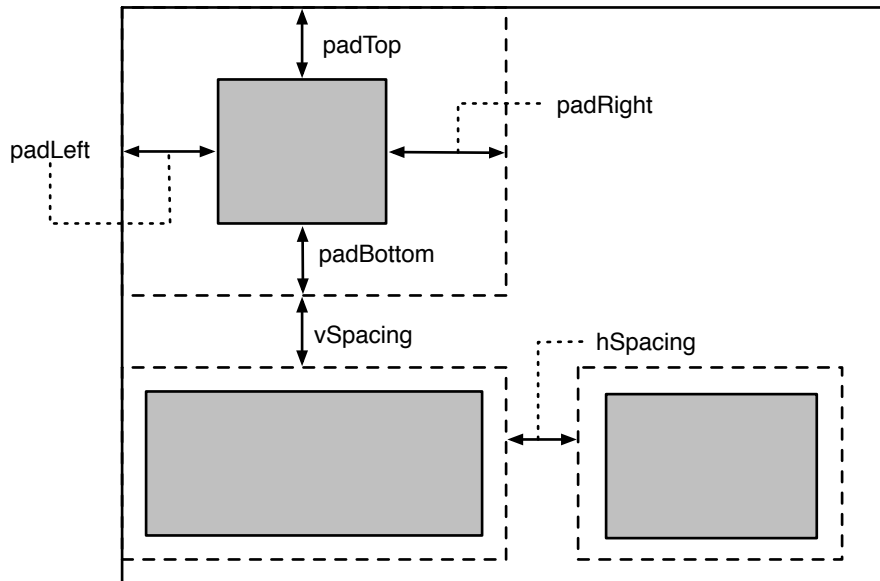 padTop
padRight
padLeft
padBottom
vSpacing
hSpacing